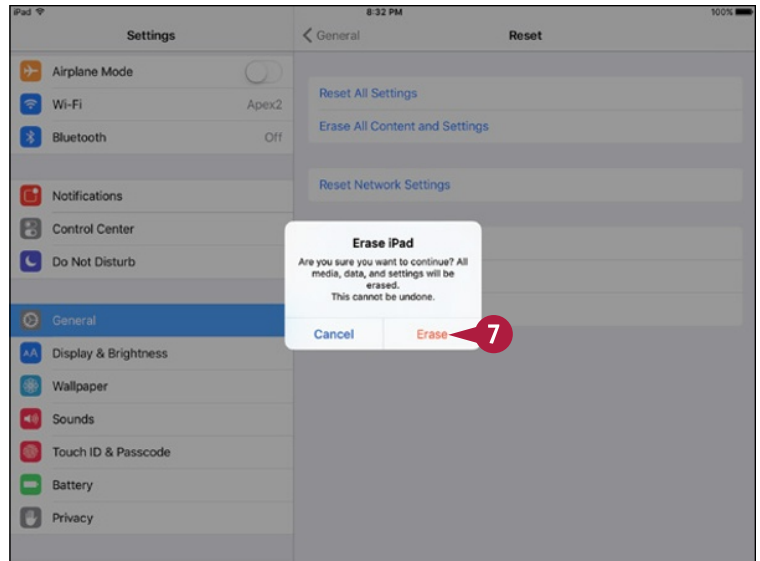 iPad
8:32 PM
100%
Settings
General
Reset
Airplane Mode
Wi-Fi
Apex2
Bluetooth
Off
Notifications
Control Center
Do Not Disturb
General
Display & Brightness
Wallpaper
Sounds
Touch ID & Passcode
Battery
Privacy
Reset All Settings
Erase All Content and Settings
Reset Network Settings
Erase iPad
Are you sure you want to continue? All
media, data, and settings will be
erased.
This cannot be undone.
Cancel
Erase
7